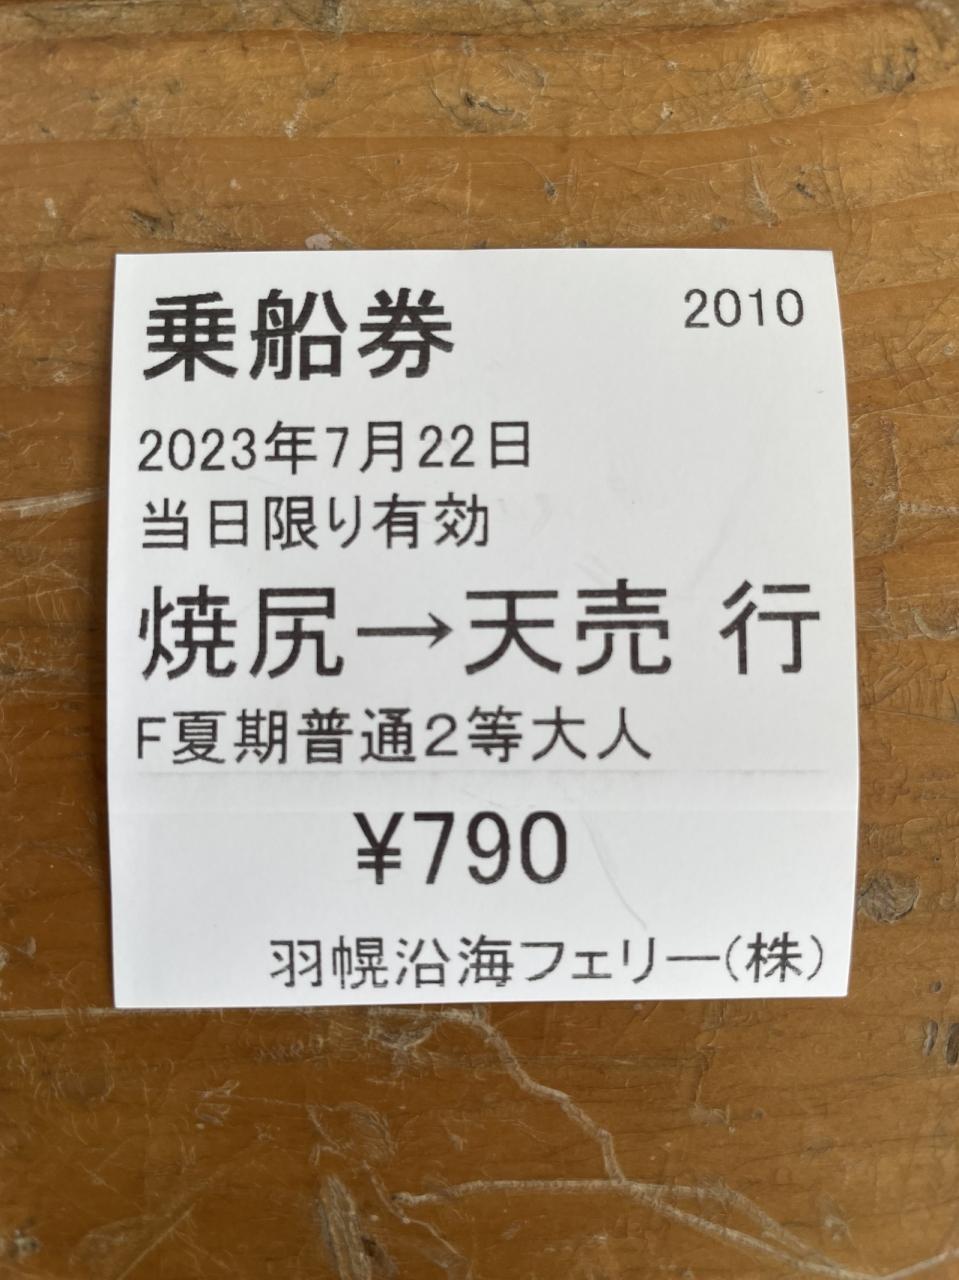 乗船券 2010
2023年7月22日
当日限り有効
焼尻→天売 行
F夏期普通2等大人
¥790
羽幌沿海フェリー(株)